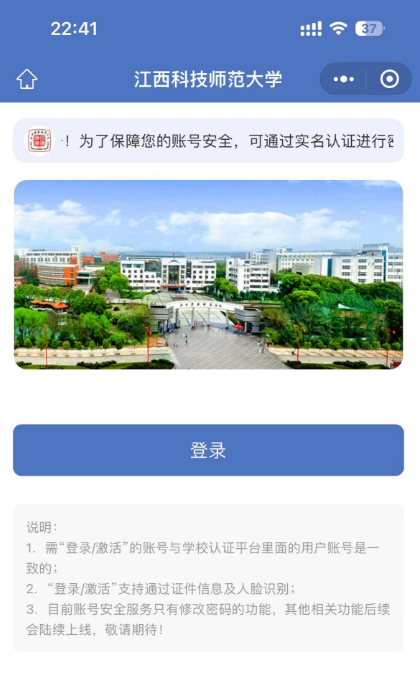 22:41
37
江西科技师范大学
！为了保障您的账号安全，可通过实名认证进行密
登录
说明：
1. 需“登录/激活”的账号与学校认证平台里面的用户账号是一
致的；
2. “登录/激活”支持通过证件信息及人脸识别；
3. 目前账号安全服务只有修改密码的功能，其他相关功能后续
会陆续上线，敬请期待！